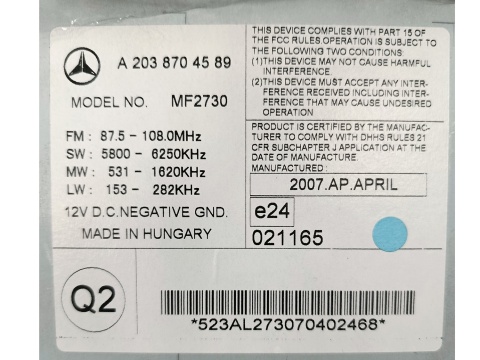 A 203 870 45 89
MODEL NO. MF2730
FM : 87.5 - 108.0MHz
SW : 5800 - 6250KHz
MW : 531 - 1620KHz
LW : 153 - 282KHz
12V D.C.NEGATIVE GND.
MADE IN HUNGARY
THIS DEVICE COMPLIES WITH PART 15 OF
THE FCC RULES OPERATION IS SUBJECT TO
THE FOLLOWING TWO CONDITIONS:
(1)THIS DEVICE MAY NOT CAUSE HARMFUL
INTERFERENCE.
(2)THIS DEVICE MUST ACCEPT ANY INTER-
FERENCE RECEIVED INCLUDING INTER-
FERENCE THAT MAY CAUSE UNDESIRED
OPERATION
PRODUCT IS CERTIFIED BY THE MANUFAC-
TURER TO COMPLY WITH DHHS RULES 21
CFR SUBCHAPTER J APPLICATION AT THE
DATE OF MANUFACTURE.
MANUFACTURED :
2007.AP.APRIL
e24
021165
Q2
*523AL273070402468*